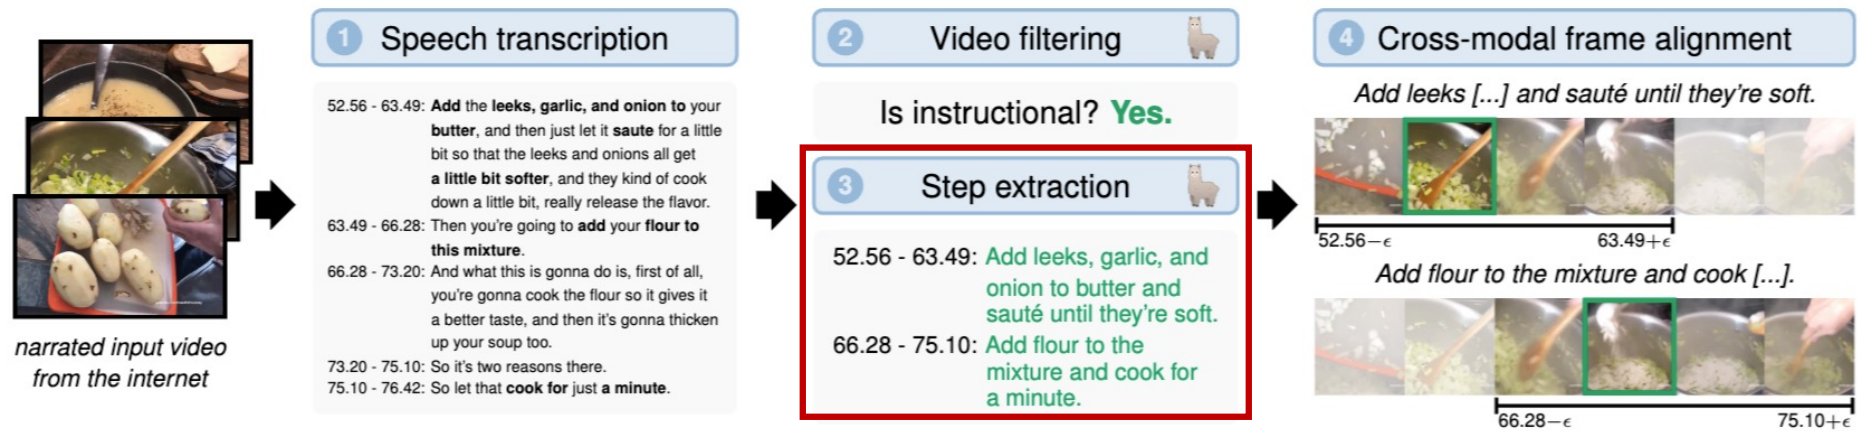 narrated input video
from the internet
1 Speech transcription
52.56 - 63.49: Add the leeks, garlic, and onion to your
butter, and then just let it saute for a little
bit so that the leeks and onions all get
a little bit softer, and they kind of cook
down a little bit, really release the flavor.
63.49 - 66.28: Then you're going to add your flour to
this mixture.
66.28 - 73.20: And what this is gonna do is, first of all,
you're gonna cook the flour so it gives it
a better taste, and then it's gonna thicken
up your soup too.
73.20 - 75.10: So it's two reasons there.
75.10 - 76.42: So let that cook for just a minute.
2 Video filtering
Is instructional? Yes.
3 Step extraction
52.56 - 63.49: Add leeks, garlic, and
onion to butter and
sauté until they're soft.
66.28 - 75.10: Add flour to the
mixture and cook for
a minute.
4 Cross-modal frame alignment
Add leeks [...] and sauté until they're soft.
52.56−ϵ 63.49+ϵ
Add flour to the mixture and cook [...].
66.28−ϵ 75.10+ϵ